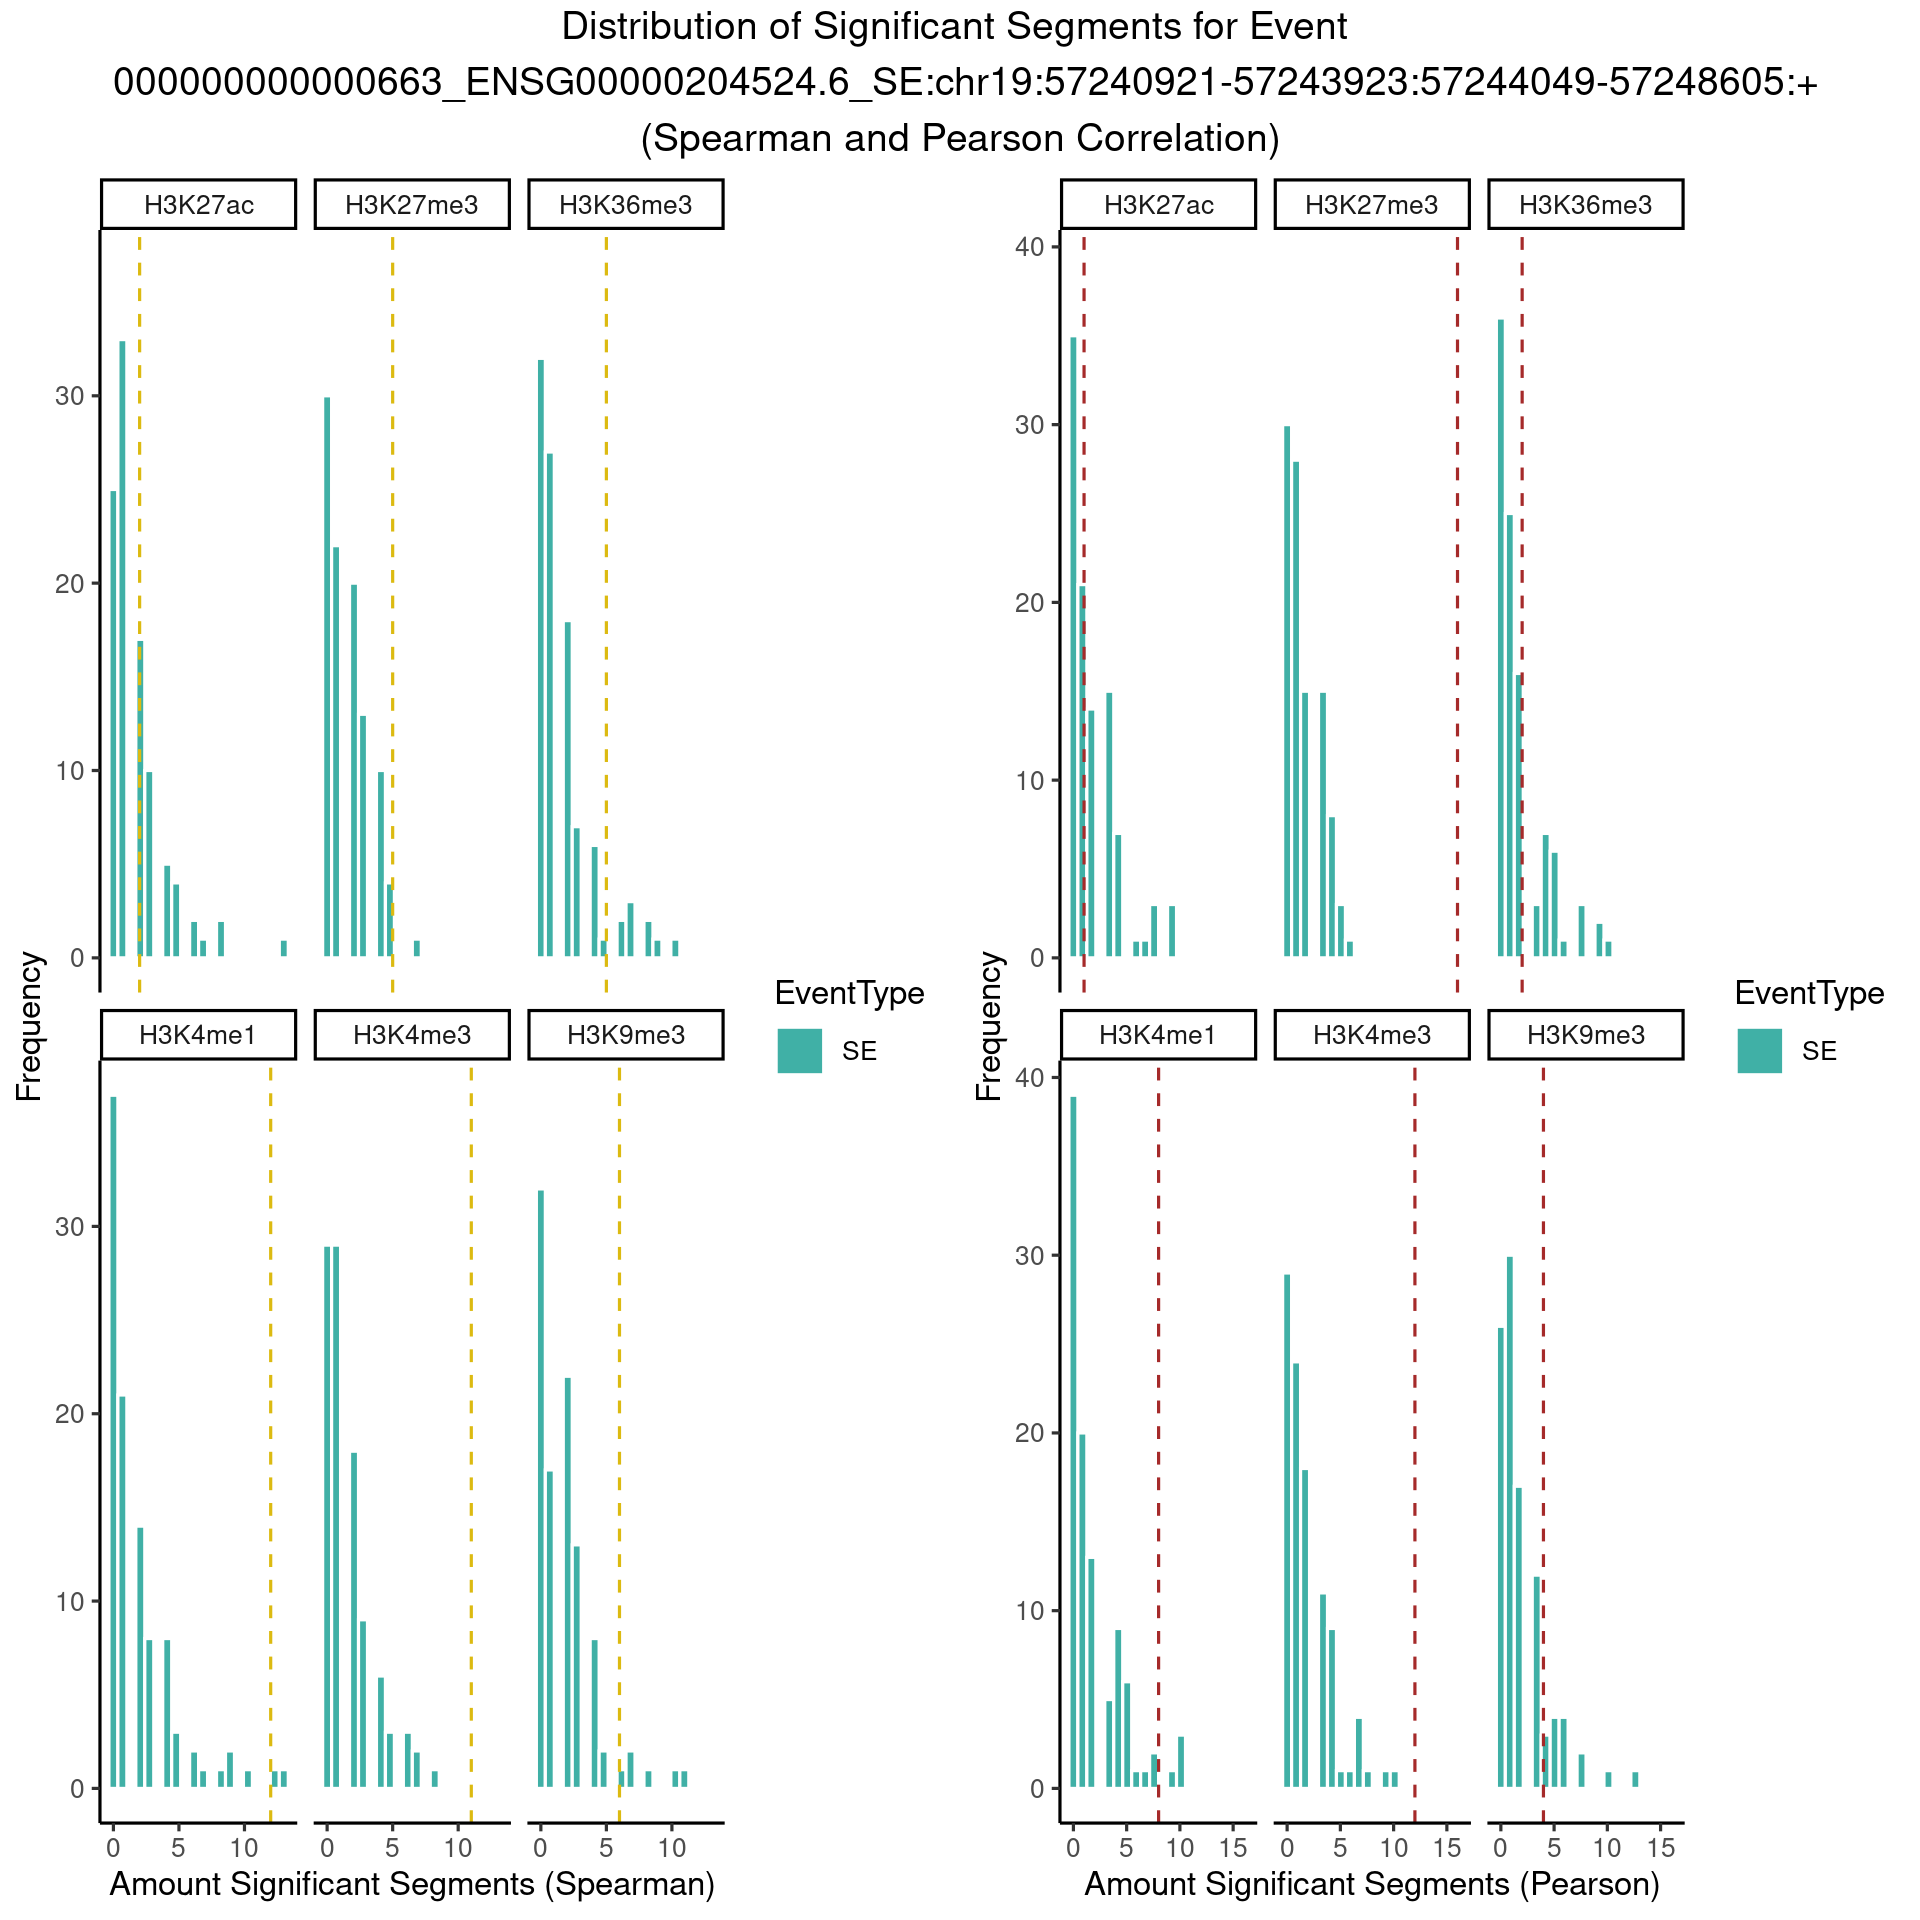 Distribution of Significant Segments for Event
000000000000663_ENSG00000204524.6_SE:chr19:57240921-57243923:57244049-57248605:+
(Spearman and Pearson Correlation)
H3K27ac H3K27me3 H3K36me3
30
20
10
0
H3K4me1 H3K4me3 H3K9me3
30
20
10
0
0 5 10 0 5 10 0 5 10
Amount Significant Segments (Spearman)
Frequency
EventType
SE
H3K27ac H3K27me3 H3K36me3
40
30
20
10
0
H3K4me1 H3K4me3 H3K9me3
40
30
20
10
0
0 5 10 15 0 5 10 15 0 5 10 15
Amount Significant Segments (Pearson)
Frequency
EventType
SE